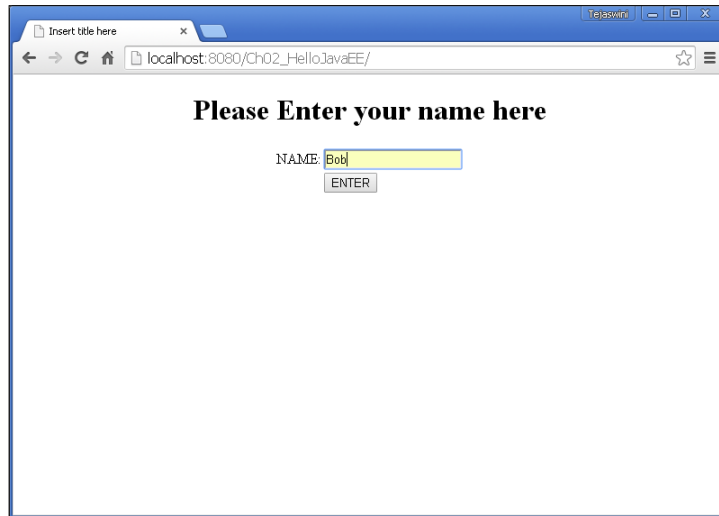 Tejaswini
Insert title here
localhost:8080/Ch02_HelloJavaEE/
Please Enter your name here
NAME: Bob
ENTER